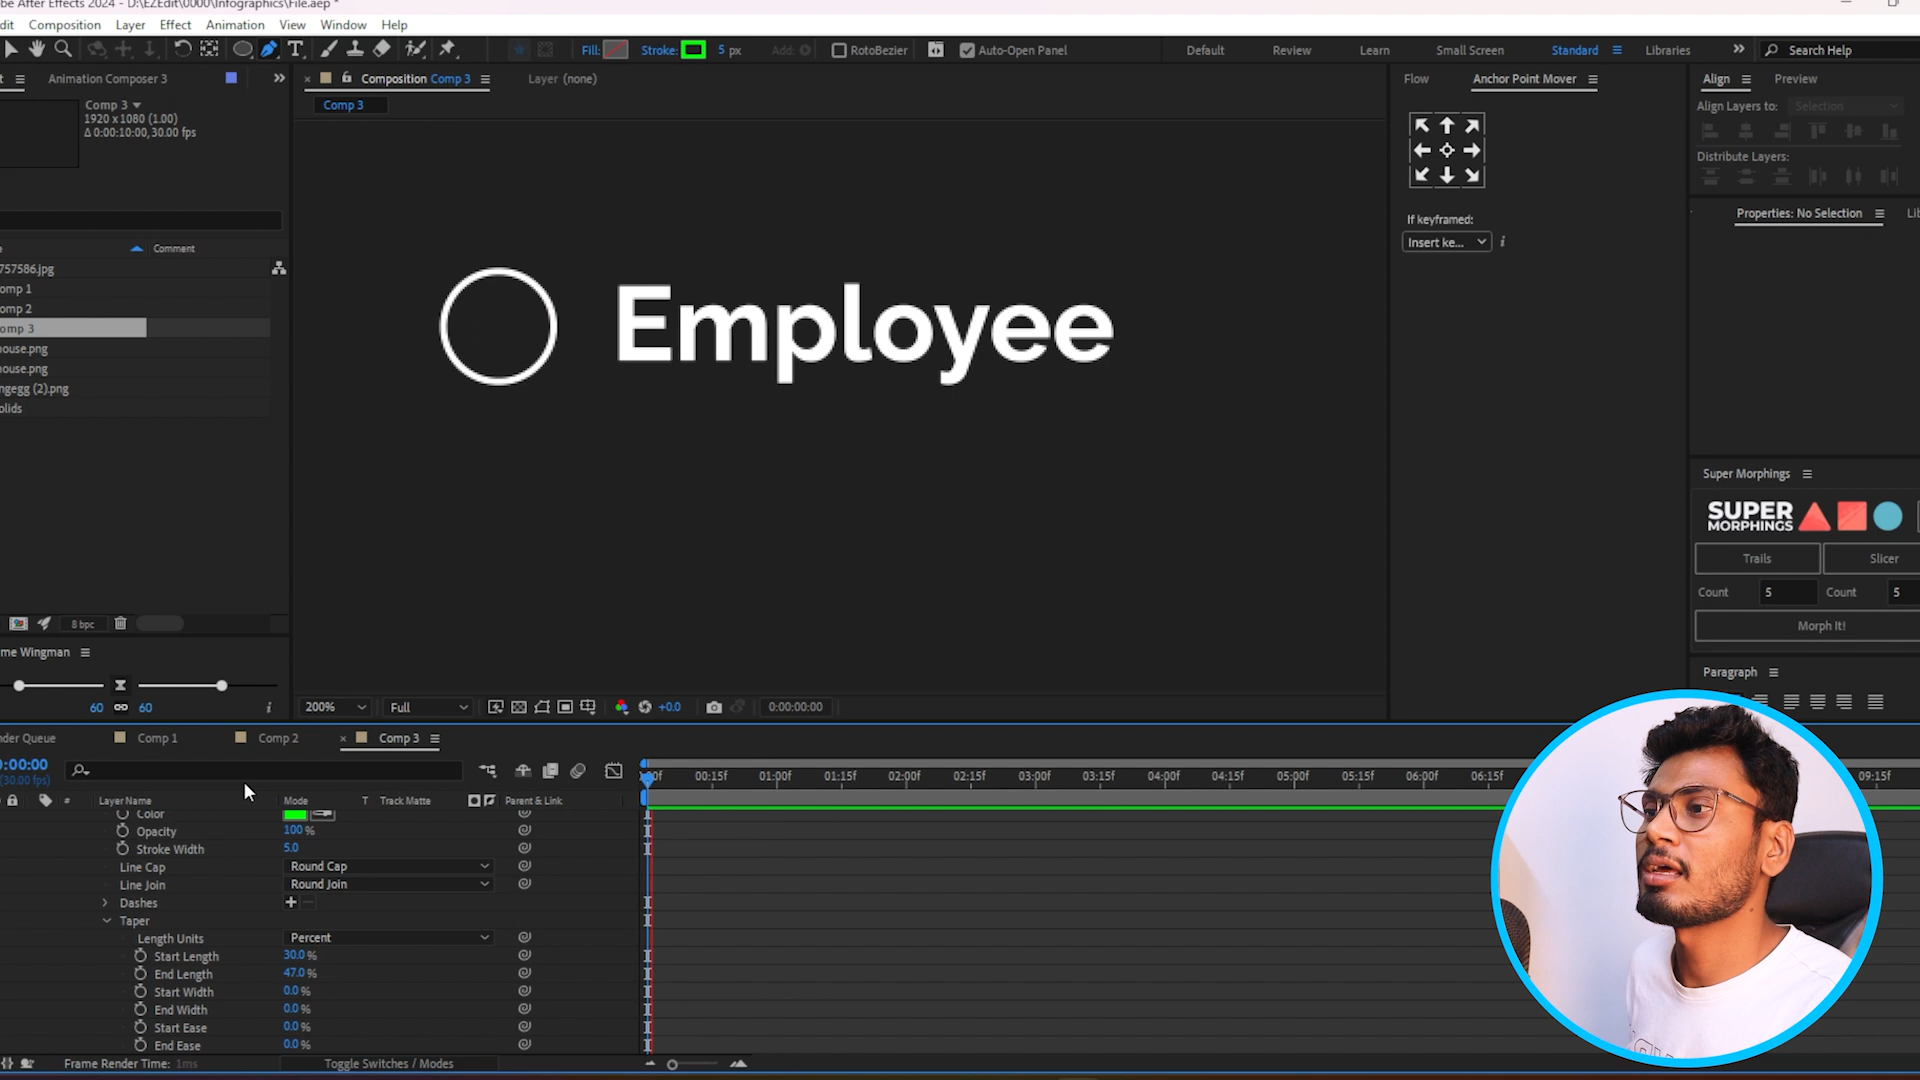 be After Effects 2024 - D:\EZEdit\0000\Infographics\File.aep *
dit Composition Layer Effect Animation View Window Help
Fill: Stroke: 5 px Add: RotoBezier Auto-Open Panel Default Review Learn Small Screen Standard Libraries Search Help
t Animation Composer 3
Composition Comp 3 Layer (none)
Flow Anchor Point Mover
Align Preview
Comp 3
1920 x 1080 (1.00)
Δ 0:00:10:00, 30.00 fps
Comp 3
Align Layers to: Selection
Distribute Layers:
If keyframed:
Insert ke...
Properties: No Selection Lib
e Comment
757586.jpg
omp 1
omp 2
omp 3
ouse.png
ouse.png
ngegg (2).png
olids
Employee
Super Morphings
SUPER
MORPHINGS
Trails Slicer
Count 5 Count 5
Morph It!
8 bpc
me Wingman
60 60
Paragraph
200% Full +0.0 0:00:00:00
der Queue Comp 1 Comp 2 Comp 3
0:00:00
(30.00 fps)
00f 00:15f 01:00f 01:15f 02:00f 02:15f 03:00f 03:15f 04:00f 04:15f 05:00f 05:15f 06:00f 06:15f 09:15f
# Layer Name Mode T Track Matte Parent & Link
Color
Opacity 100 %
Stroke Width 5.0
Line Cap Round Cap
Line Join Round Join
Dashes
Taper
Length Units Percent
Start Length 30.0 %
End Length 47.0 %
Start Width 0.0 %
End Width 0.0 %
Start Ease 0.0 %
End Ease 0.0 %
Frame Render Time: 1ms Toggle Switches / Modes